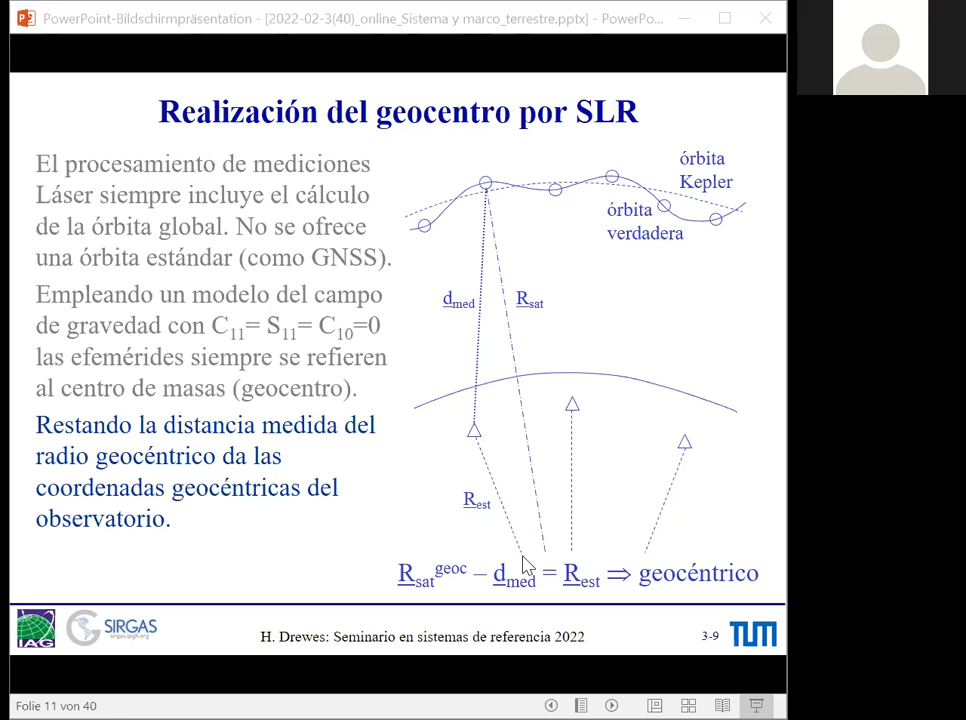 PowerPoint-Bildschirmpräsentation - [2022-02-3(40)_online_Sistema y marco_terrestre.pptx] - PowerPo...
Realización del geocentro por SLR
El procesamiento de mediciones
Láser siempre incluye el cálculo
de la órbita global. No se ofrece
una órbita estándar (como GNSS).
Empleando un modelo del campo
de gravedad con C11= S11= C10=0
las efemérides siempre se refieren
al centro de masas (geocentro).
Restando la distancia medida del
radio geocéntrico da las
coordenadas geocéntricas del
observatorio.
órbita
Kepler
órbita
verdadera
dmed
Rsat
Rest
Rsat geoc – dmed = Rest ⇒ geocéntrico
IAG
SIRGAS
sirgas.ipgh.org
H. Drewes: Seminario en sistemas de referencia 2022
3-9
TUM
Folie 11 von 40